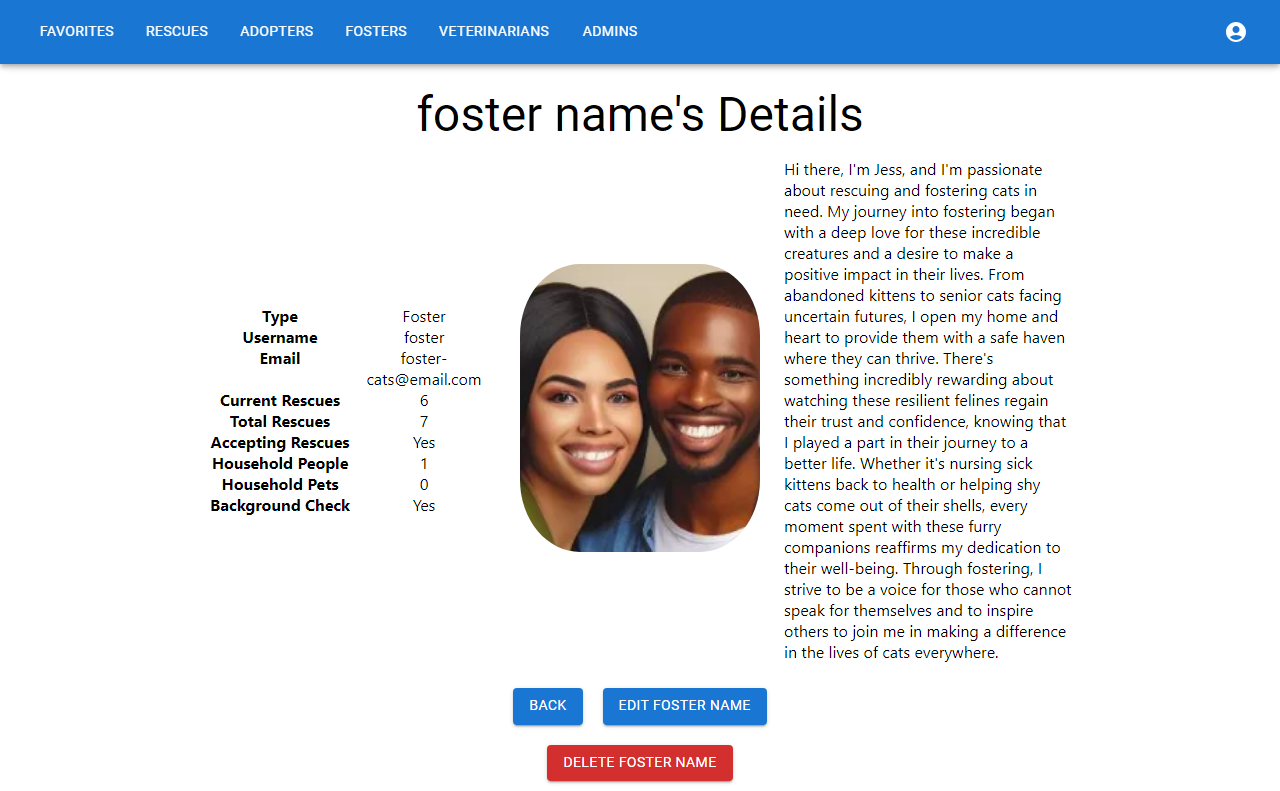 FAVORITES RESCUES ADOPTERS FOSTERS VETERINARIANS ADMINS
foster name's Details
Type Foster
Username foster
Email foster-
cats@email.com
Current Rescues 6
Total Rescues 7
Accepting Rescues Yes
Household People 1
Household Pets 0
Background Check Yes
Hi there, I'm Jess, and I'm passionate
about rescuing and fostering cats in
need. My journey into fostering began
with a deep love for these incredible
creatures and a desire to make a
positive impact in their lives. From
abandoned kittens to senior cats facing
uncertain futures, I open my home and
heart to provide them with a safe haven
where they can thrive. There's
something incredibly rewarding about
watching these resilient felines regain
their trust and confidence, knowing that
I played a part in their journey to a
better life. Whether it's nursing sick
kittens back to health or helping shy
cats come out of their shells, every
moment spent with these furry
companions reaffirms my dedication to
their well-being. Through fostering, I
strive to be a voice for those who cannot
speak for themselves and to inspire
others to join me in making a difference
in the lives of cats everywhere.
BACK EDIT FOSTER NAME
DELETE FOSTER NAME